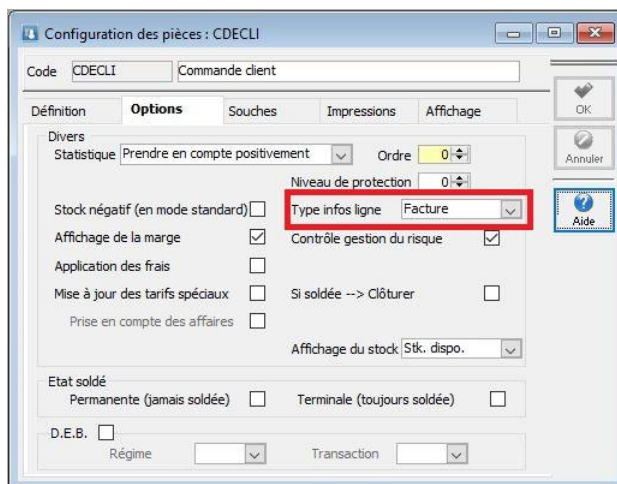 Configuration des pièces : CDECLI
Code CDECLI Commande client
OK
Définition Options Souches Impressions Affichage
Divers
Statistique Prendre en compte positivement Ordre 0
Annuler
Niveau de protection 0
Stock négatif (en mode standard) Type infos ligne Facture
Aide
Affichage de la marge Contrôle gestion du risque
Application des frais
Mise à jour des tarifs spéciaux Si soldée --> Clôturer
Prise en compte des affaires
Affichage du stock Stk. dispo.
Etat soldé
Permanente (jamais soldée) Terminale (toujours soldée)
D.E.B.
Régime Transaction